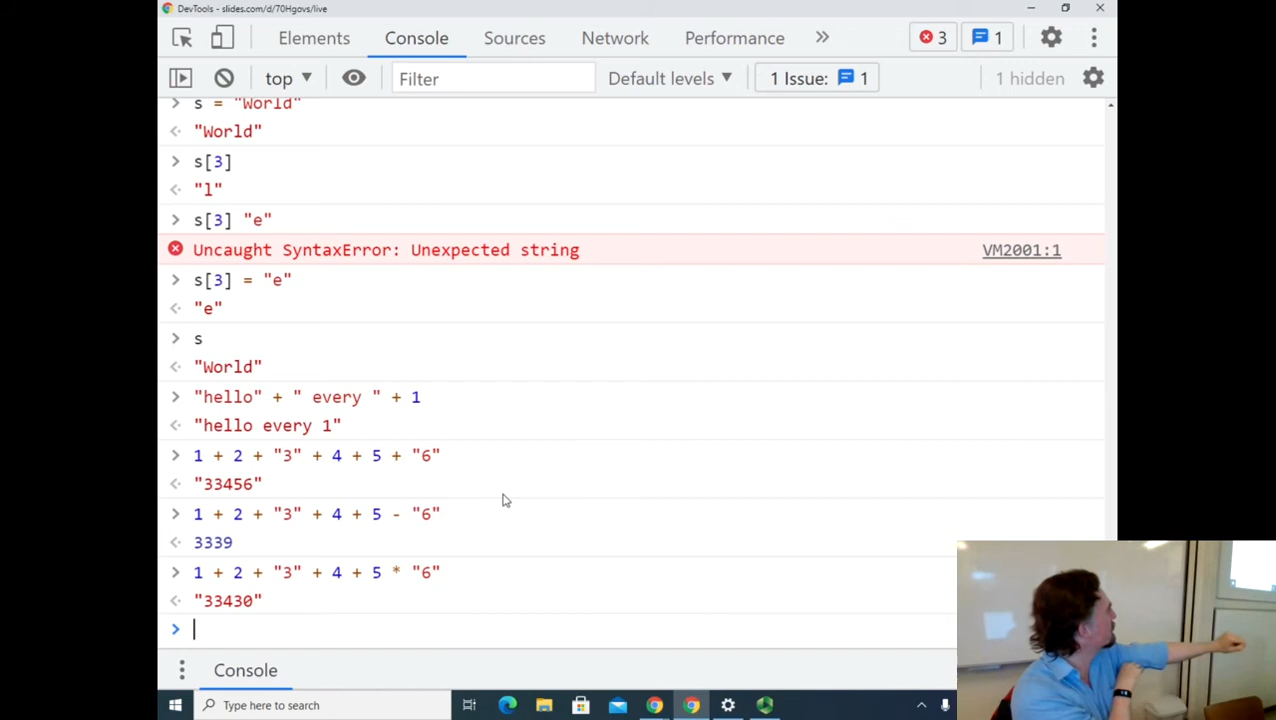 DevTools - slides.com/d/70Hgovs/live
Elements Console Sources Network Performance » 3 1
top ▼ Filter Default levels ▼ 1 Issue: 1 1 hidden
> s = "World"
"World"
> s[3]
"l"
> s[3] "e"
Uncaught SyntaxError: Unexpected string VM2001:1
> s[3] = "e"
"e"
> s
"World"
> "hello" + " every " + 1
"hello every 1"
> 1 + 2 + "3" + 4 + 5 + "6"
"33456"
> 1 + 2 + "3" + 4 + 5 - "6"
3339
> 1 + 2 + "3" + 4 + 5 * "6"
"33430"
>
Console
Type here to search